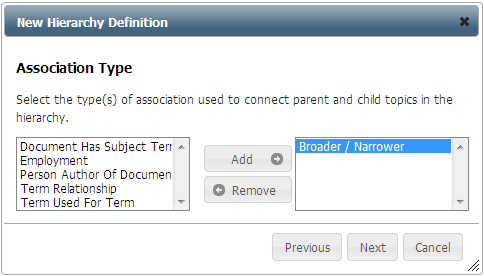 New Hierarchy Definition
Association Type
Select the type(s) of association used to connect parent and child topics in the
hierarchy.
Document Has Subject Term
Employment
Person Author Of Documen
Term Relationship
Term Used For Term
Add
Remove
Broader / Narrower
Previous
Next
Cancel